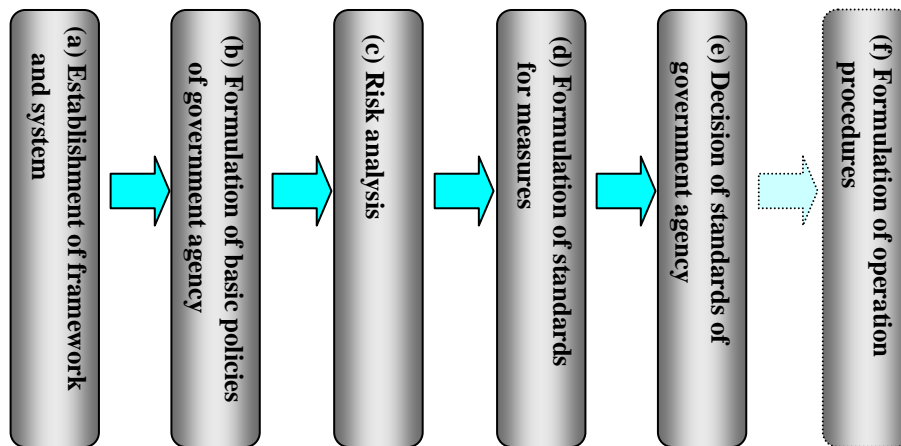 (a) Establishment of framework
and system
(b) Formulation of basic policies
of government agency
(c) Risk analysis
(d) Formulation of standards
for measures
(e) Decision of standards of
government agency
(f) Formulation of operation
procedures